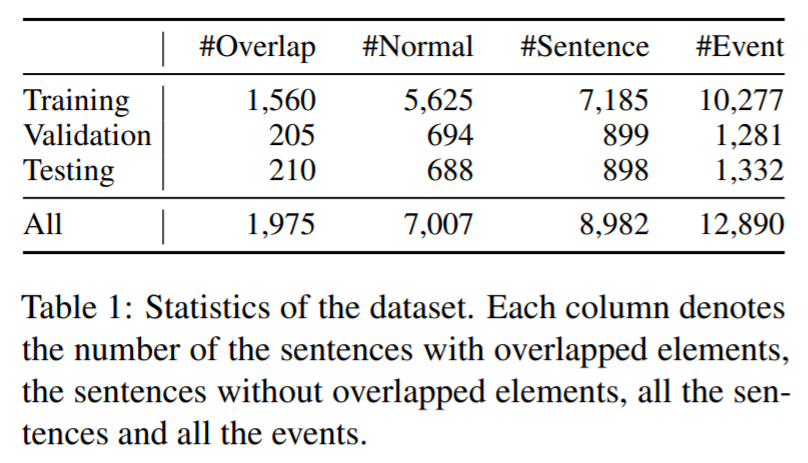 #Overlap #Normal #Sentence #Event
Training 1,560 5,625 7,185 10,277
Validation 205 694 899 1,281
Testing 210 688 898 1,332
All 1,975 7,007 8,982 12,890
Table 1: Statistics of the dataset. Each column denotes
the number of the sentences with overlapped elements,
the sentences without overlapped elements, all the sen-
tences and all the events.